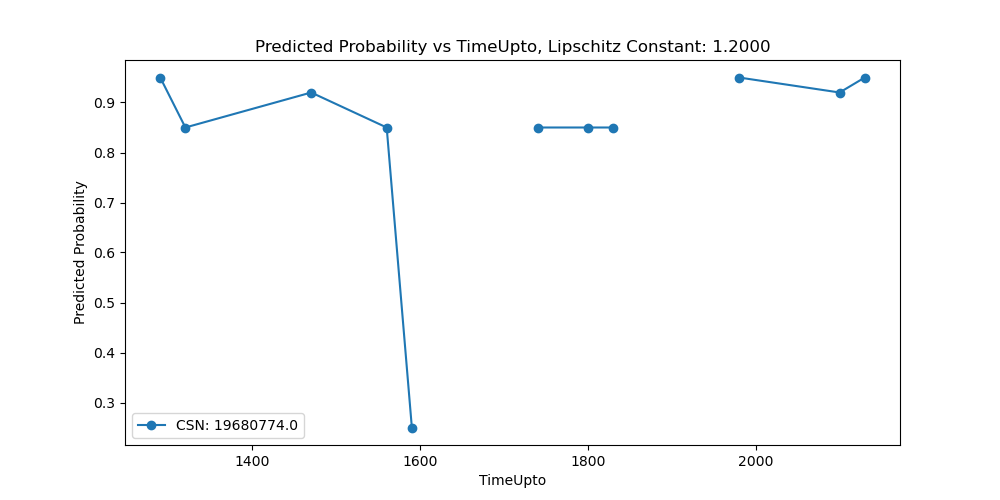 Predicted Probability vs TimeUpto, Lipschitz Constant: 1.2000
Predicted Probability
0.9
0.8
0.7
0.6
0.5
0.4
0.3
CSN: 19680774.0
1400 1600 1800 2000
TimeUpto